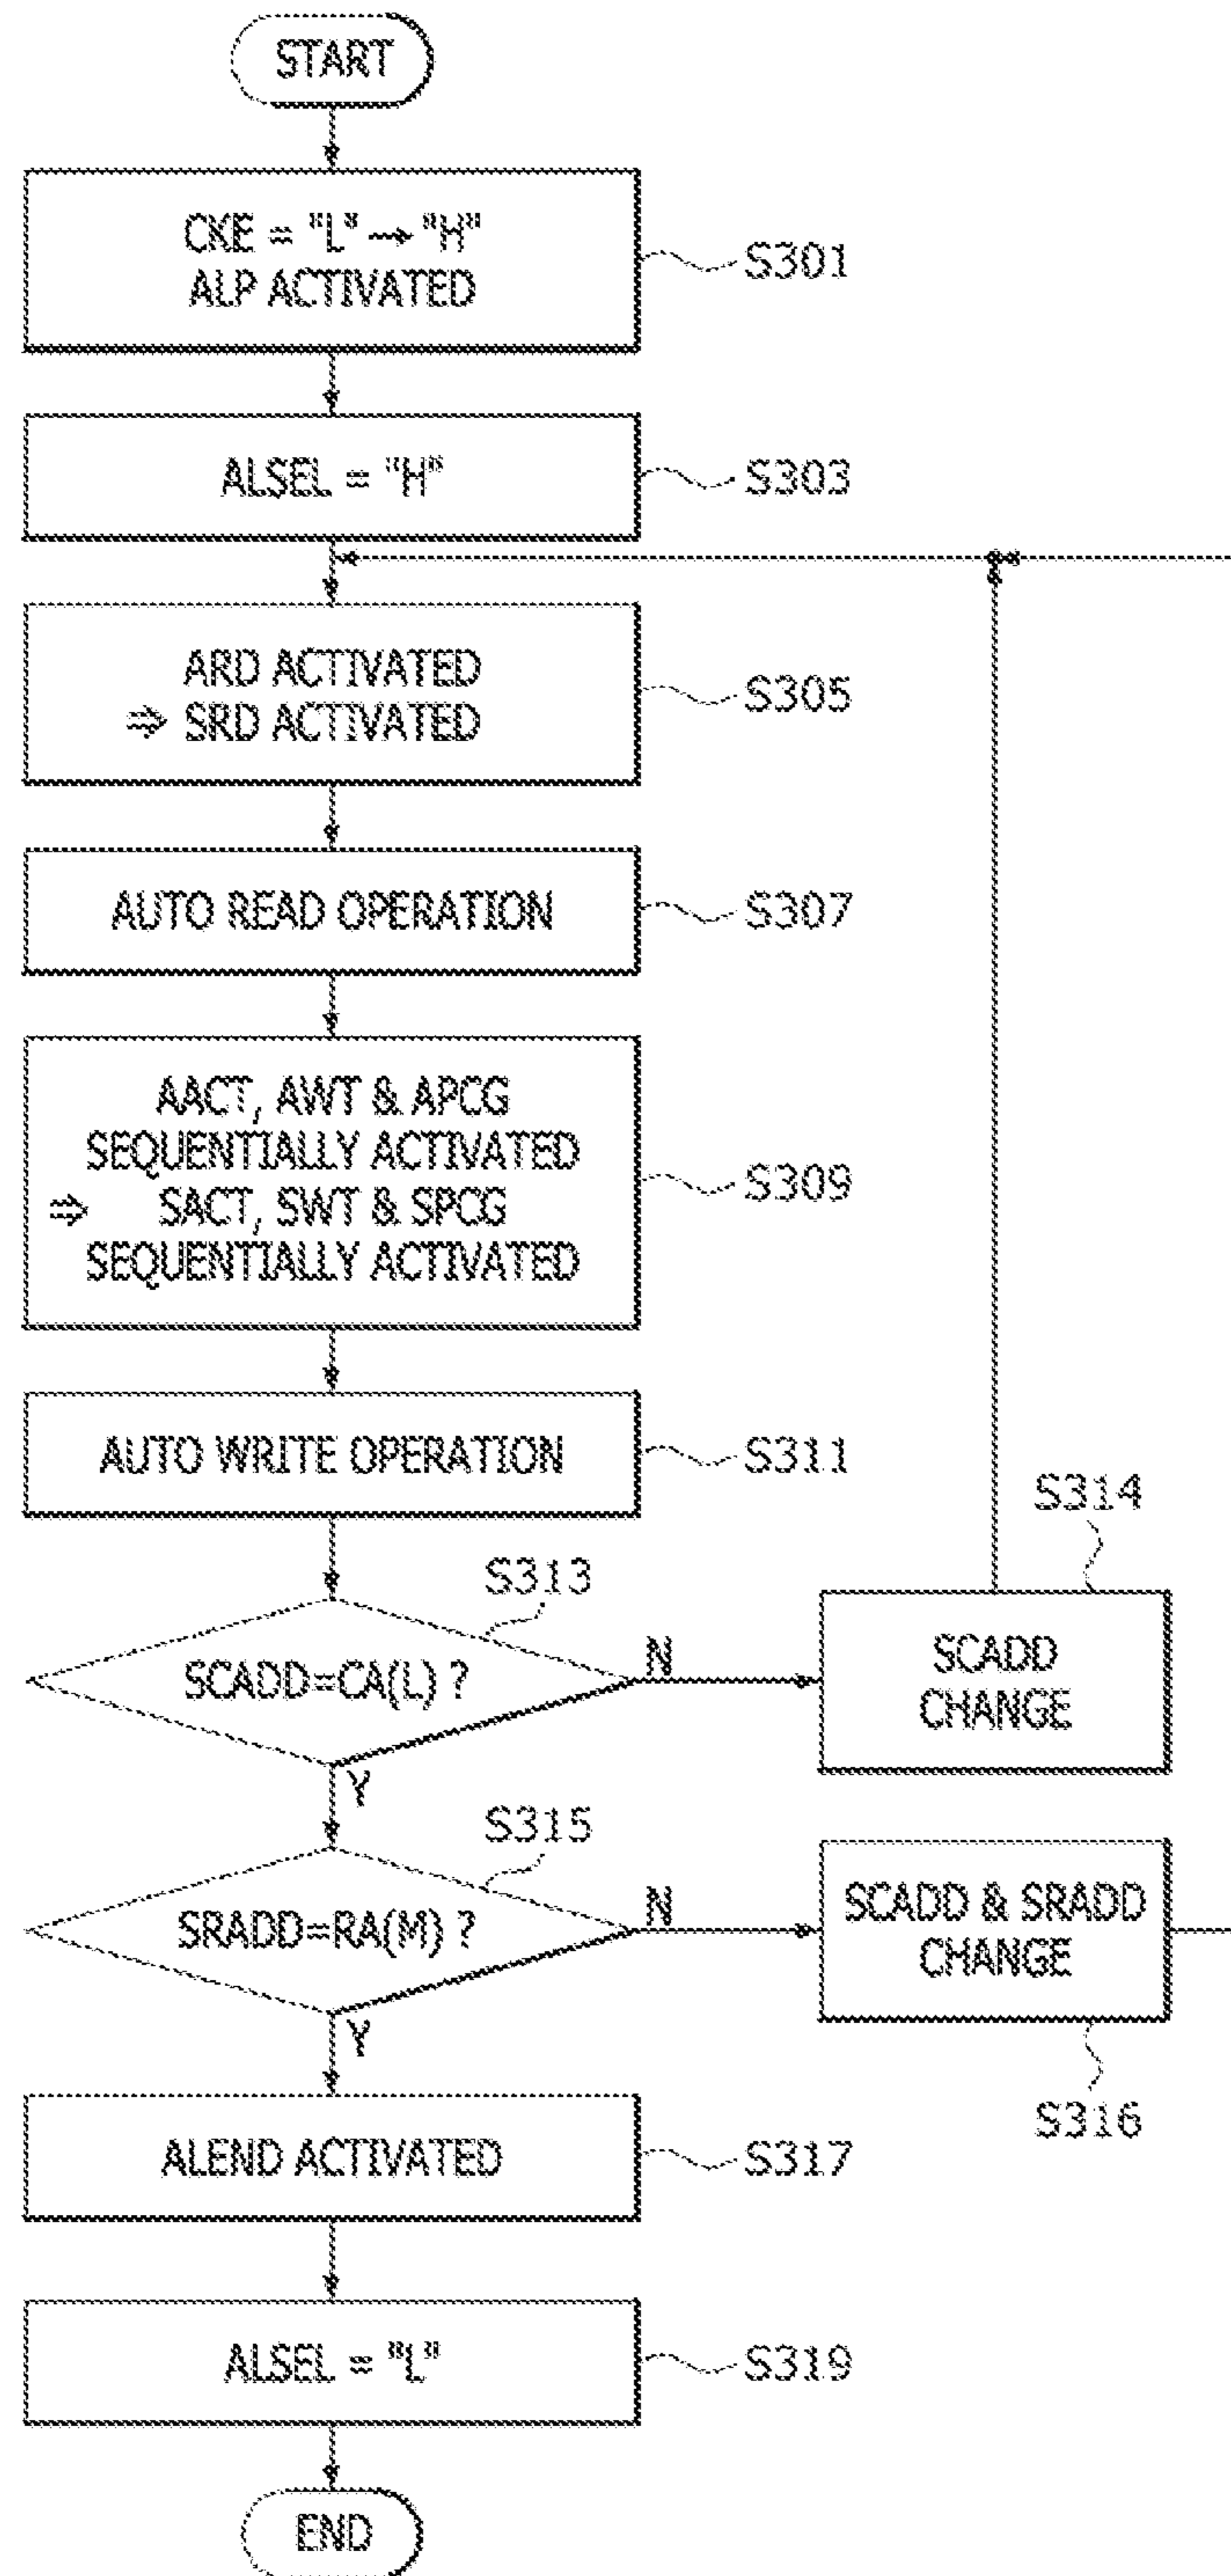 START
CKE = "L" → "H"
ALP ACTIVATED
S301
ALSEL = "H"
S303
ARD ACTIVATED
⇒ SRD ACTIVATED
S305
AUTO READ OPERATION
S307
AACT, AWT & APCG
SEQUENTIALLY ACTIVATED
⇒ SACT, SWT & SPCG
SEQUENTIALLY ACTIVATED
S309
AUTO WRITE OPERATION
S311
S313
SCADD=CA(L) ?
N
Y
S314
SCADD
CHANGE
S315
SRADD=RA(M) ?
N
Y
SCADD & SRADD
CHANGE
S316
ALEND ACTIVATED
S317
ALSEL = "L"
S319
END